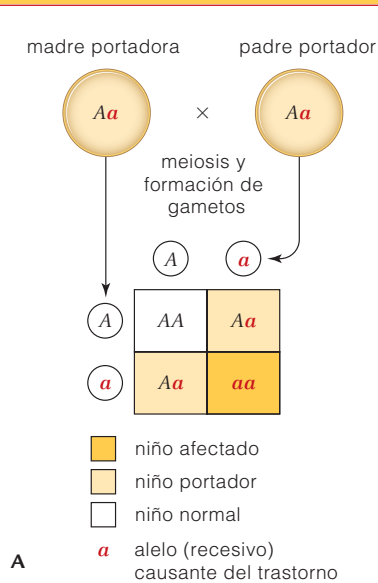 madre portadora padre portador
Aa × Aa
meiosis y
formación de
gametos
A a
A AA Aa
a Aa aa
niño afectado
niño portador
niño normal
A a alelo (recesivo)
causante del trastorno